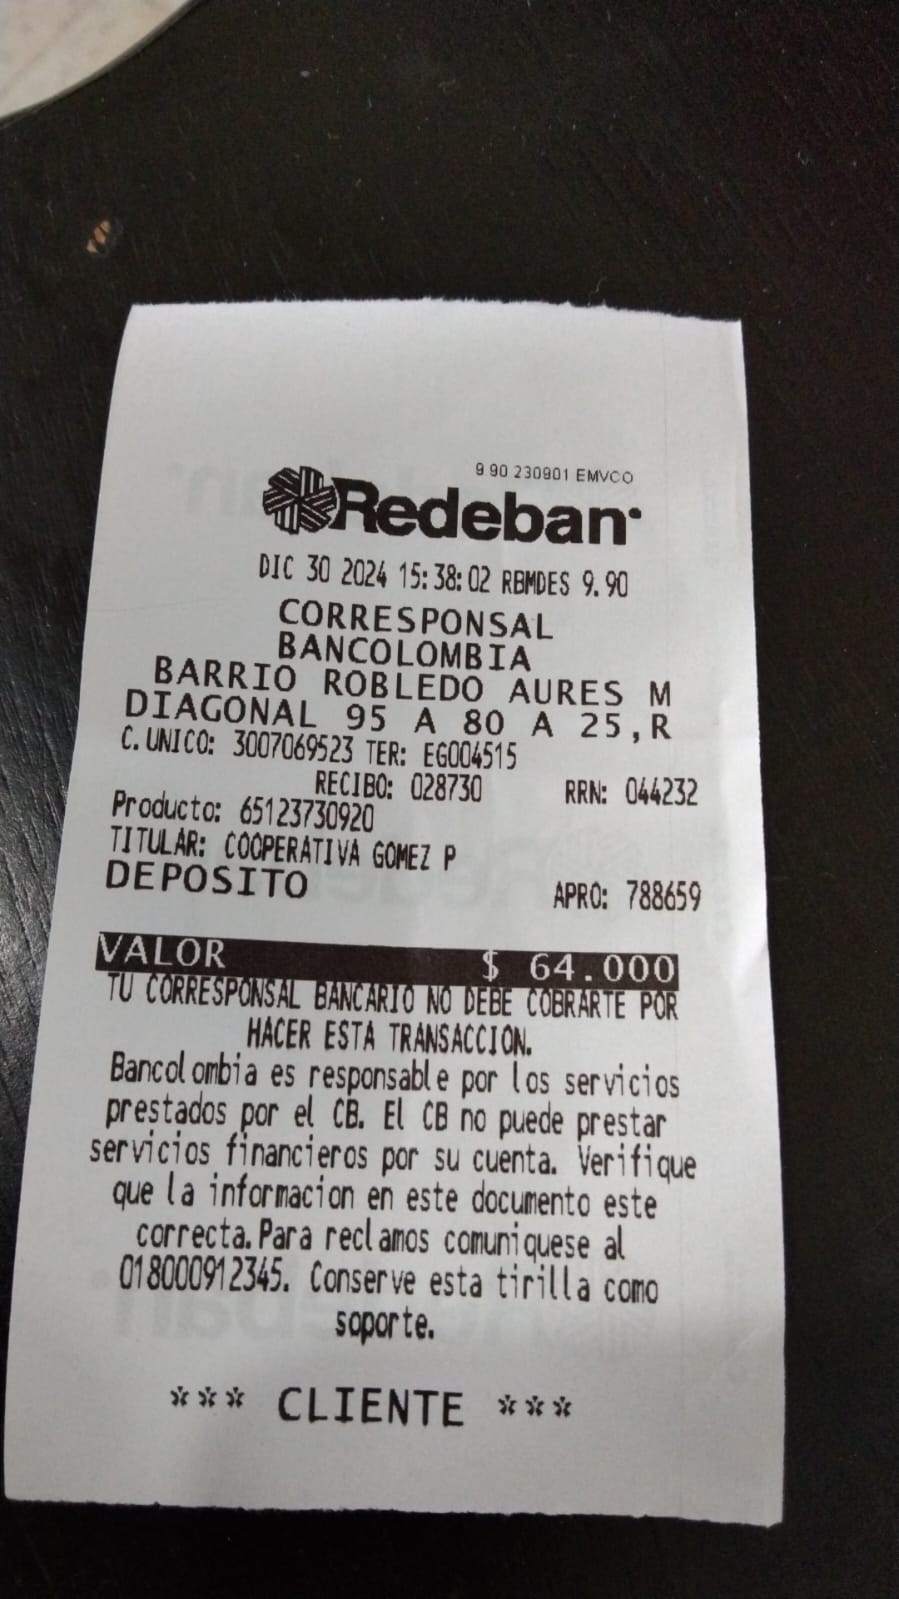 9 90 230901 EMVCO
Redeban
DIC 30 2024 15:38:02 RBMDES 9.90
CORRESPONSAL
BANCOLOMBIA
BARRIO ROBLEDO AURES M
DIAGONAL 95 A 80 A 25,R
C.UNICO: 3007069523 TER: EG004515
RECIBO: 028730 RRN: 044232
Producto: 65123730920
TITULAR: COOPERATIVA GOMEZ P
DEPOSITO APRO: 788659
VALOR $ 64.000
TU CORRESPONSAL BANCARIO NO DEBE COBRARTE POR
HACER ESTA TRANSACCION.
Bancolombia es responsable por los servicios
prestados por el CB. El CB no puede prestar
servicios financieros por su cuenta. Verifique
que la informacion en este documento este
correcta.Para reclamos comuniquese al
018000912345. Conserve esta tirilla como
soporte.
*** CLIENTE ***